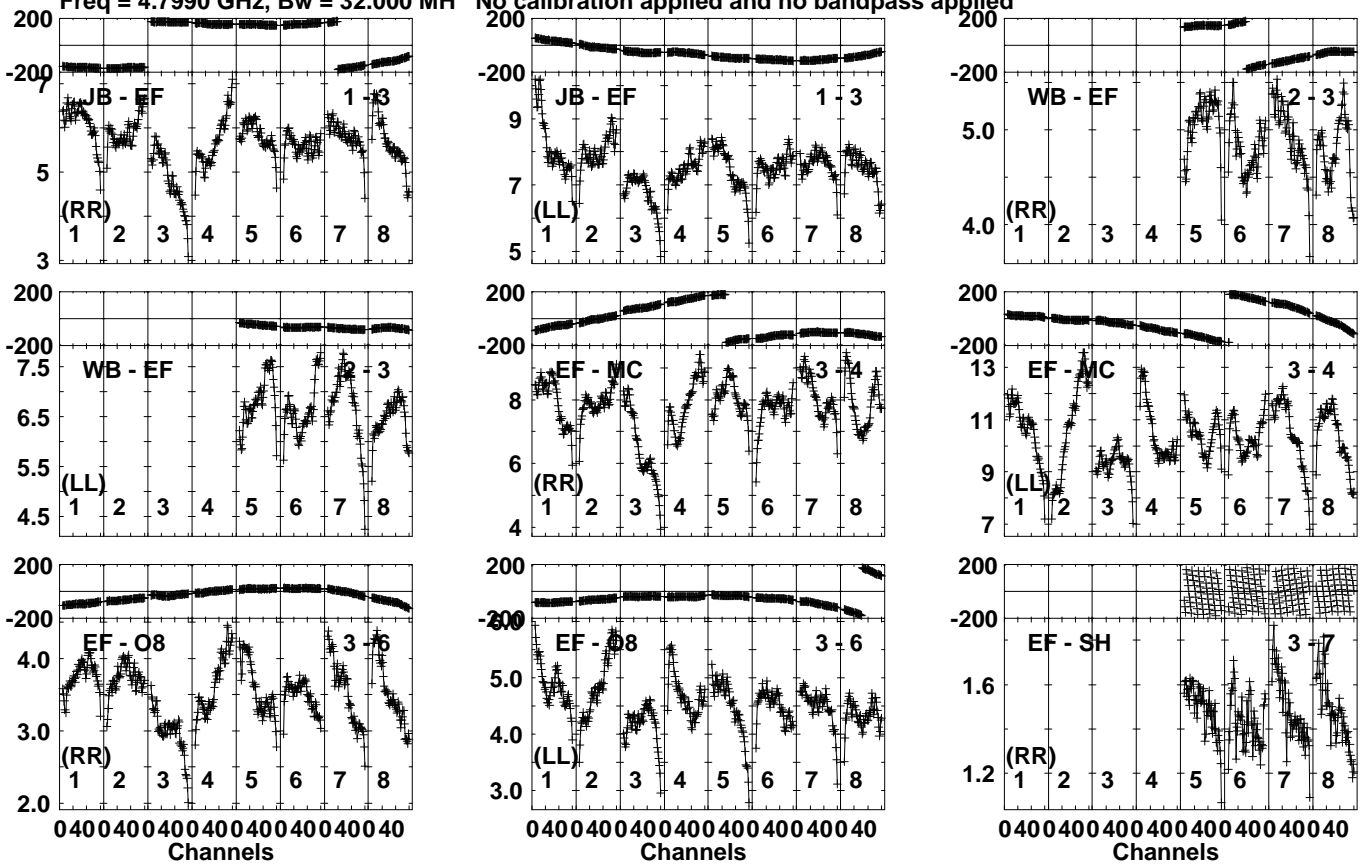 Freq = 4.7990 GHz, Bw = 32.000 MH No calibration applied and no bandpass applied
200
-200
7
5
3
JB - EF 1 - 3
(RR)
1 2 3 4 5 6 7 8
200
-200
9
7
5
JB - EF 1 - 3
(LL)
1 2 3 4 5 6 7 8
200
-200
5.0
4.0
WB - EF 2 - 3
(RR)
1 2 3 4 5 6 7 8
200
-200
7.5
6.5
5.5
4.5
WB - EF 2 - 3
(LL)
1 2 3 4 5 6 7 8
200
-200
8
6
4
EF - MC 3 - 4
(RR)
1 2 3 4 5 6 7 8
200
-200
13
11
9
7
EF - MC 3 - 4
(LL)
1 2 3 4 5 6 7 8
200
-200
4.0
3.0
2.0
EF - O8 3 - 6
(RR)
1 2 3 4 5 6 7 8
0 40 0 40 0 40 0 40 0 40 0 40 0 40 0 40
Channels
200
-200
6.0
5.0
4.0
3.0
EF - O8 3 - 6
(LL)
1 2 3 4 5 6 7 8
0 40 0 40 0 40 0 40 0 40 0 40 0 40 0 40
Channels
200
-200
1.6
1.2
EF - SH 3 - 7
(RR)
1 2 3 4 5 6 7 8
0 40 0 40 0 40 0 40 0 40 0 40 0 40 0 40
Channels